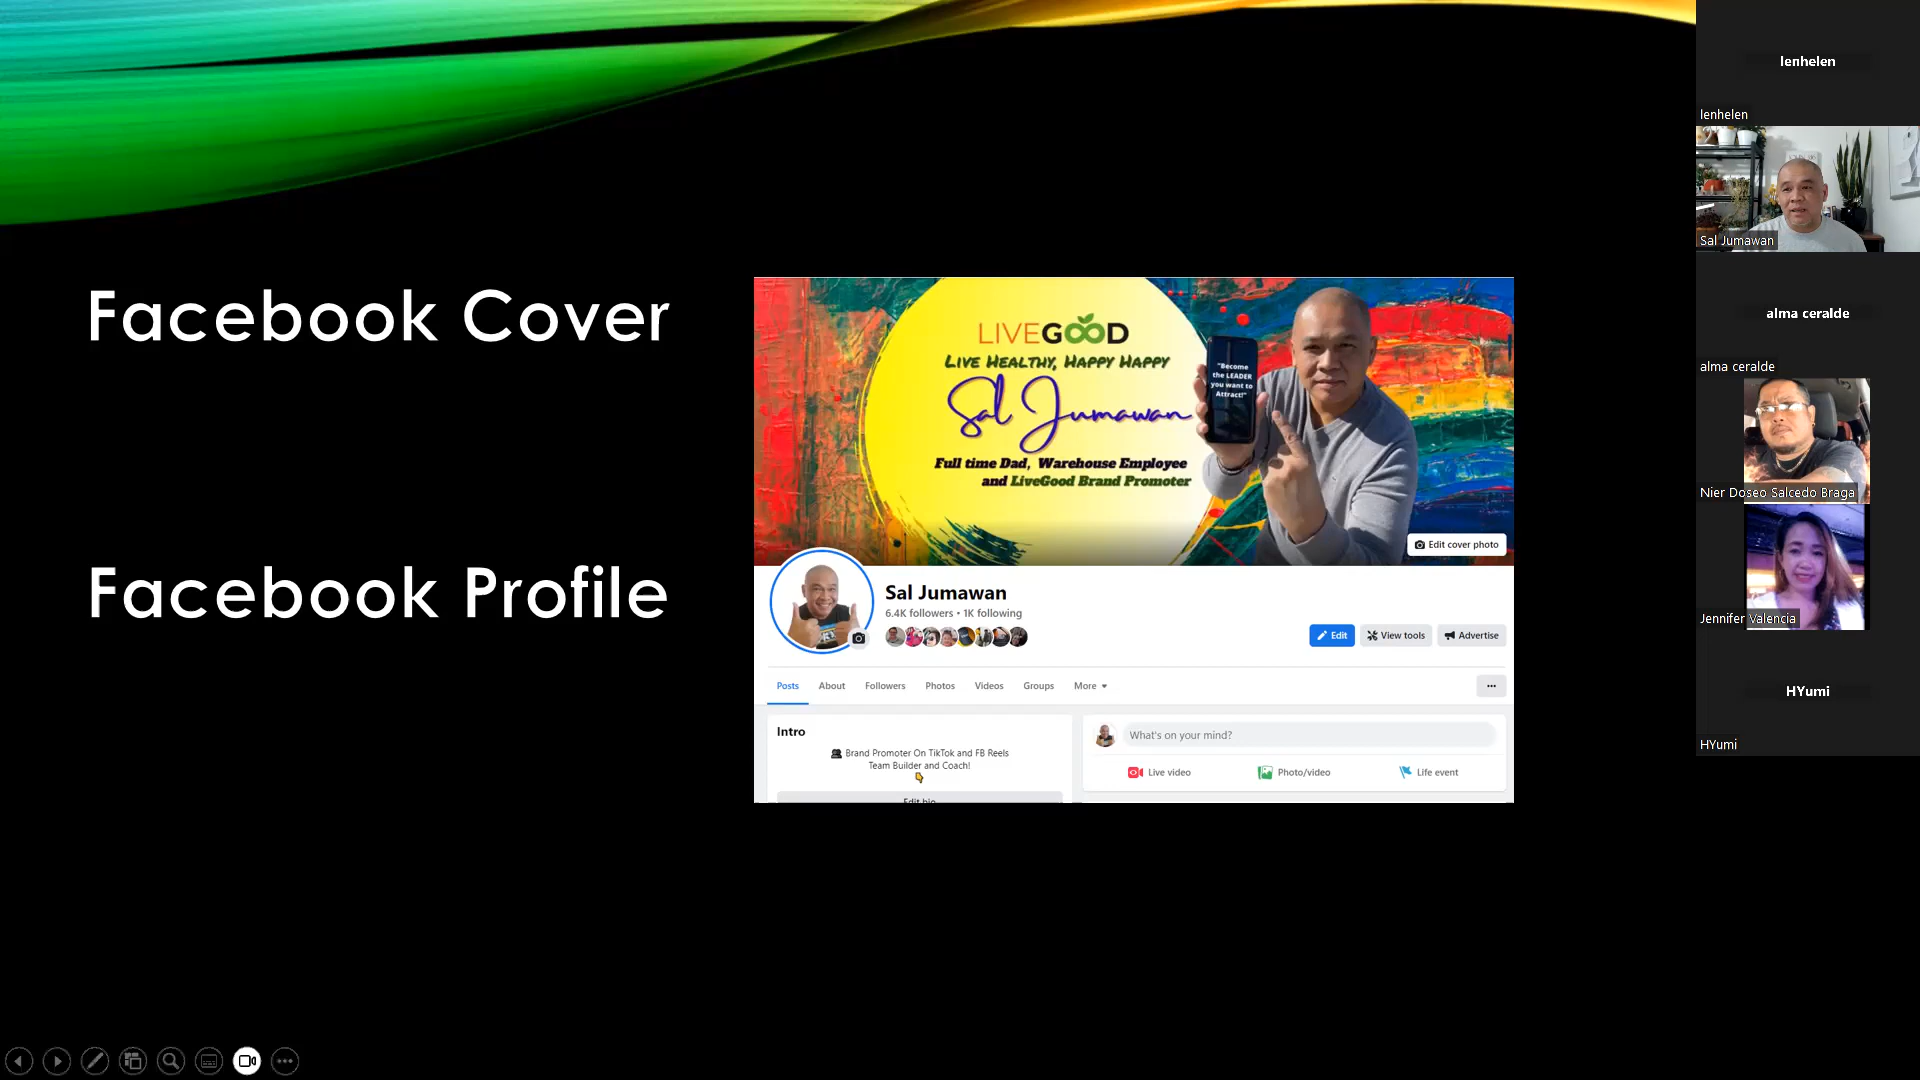 Facebook Cover
Facebook Profile
LIVEGOOD
LIVE HEALTHY, HAPPY HAPPY
Sal Jumawan
Full time Dad, Warehouse Employee
and LiveGood Brand Promoter
"Become
the LEADER
you want to
Attract!"
Edit cover photo
Sal Jumawan
6.4K followers • 1K following
Edit
View tools
Advertise
Posts
About
Followers
Photos
Videos
Groups
More
Intro
Brand Promoter On TikTok and FB Reels
Team Builder and Coach!
Edit bio
What's on your mind?
Live video
Photo/video
Life event
lenhelen
lenhelen
Sal Jumawan
alma ceralde
alma ceralde
Nier Doseo Salcedo Braga
Jennifer Valencia
HYumi
HYumi